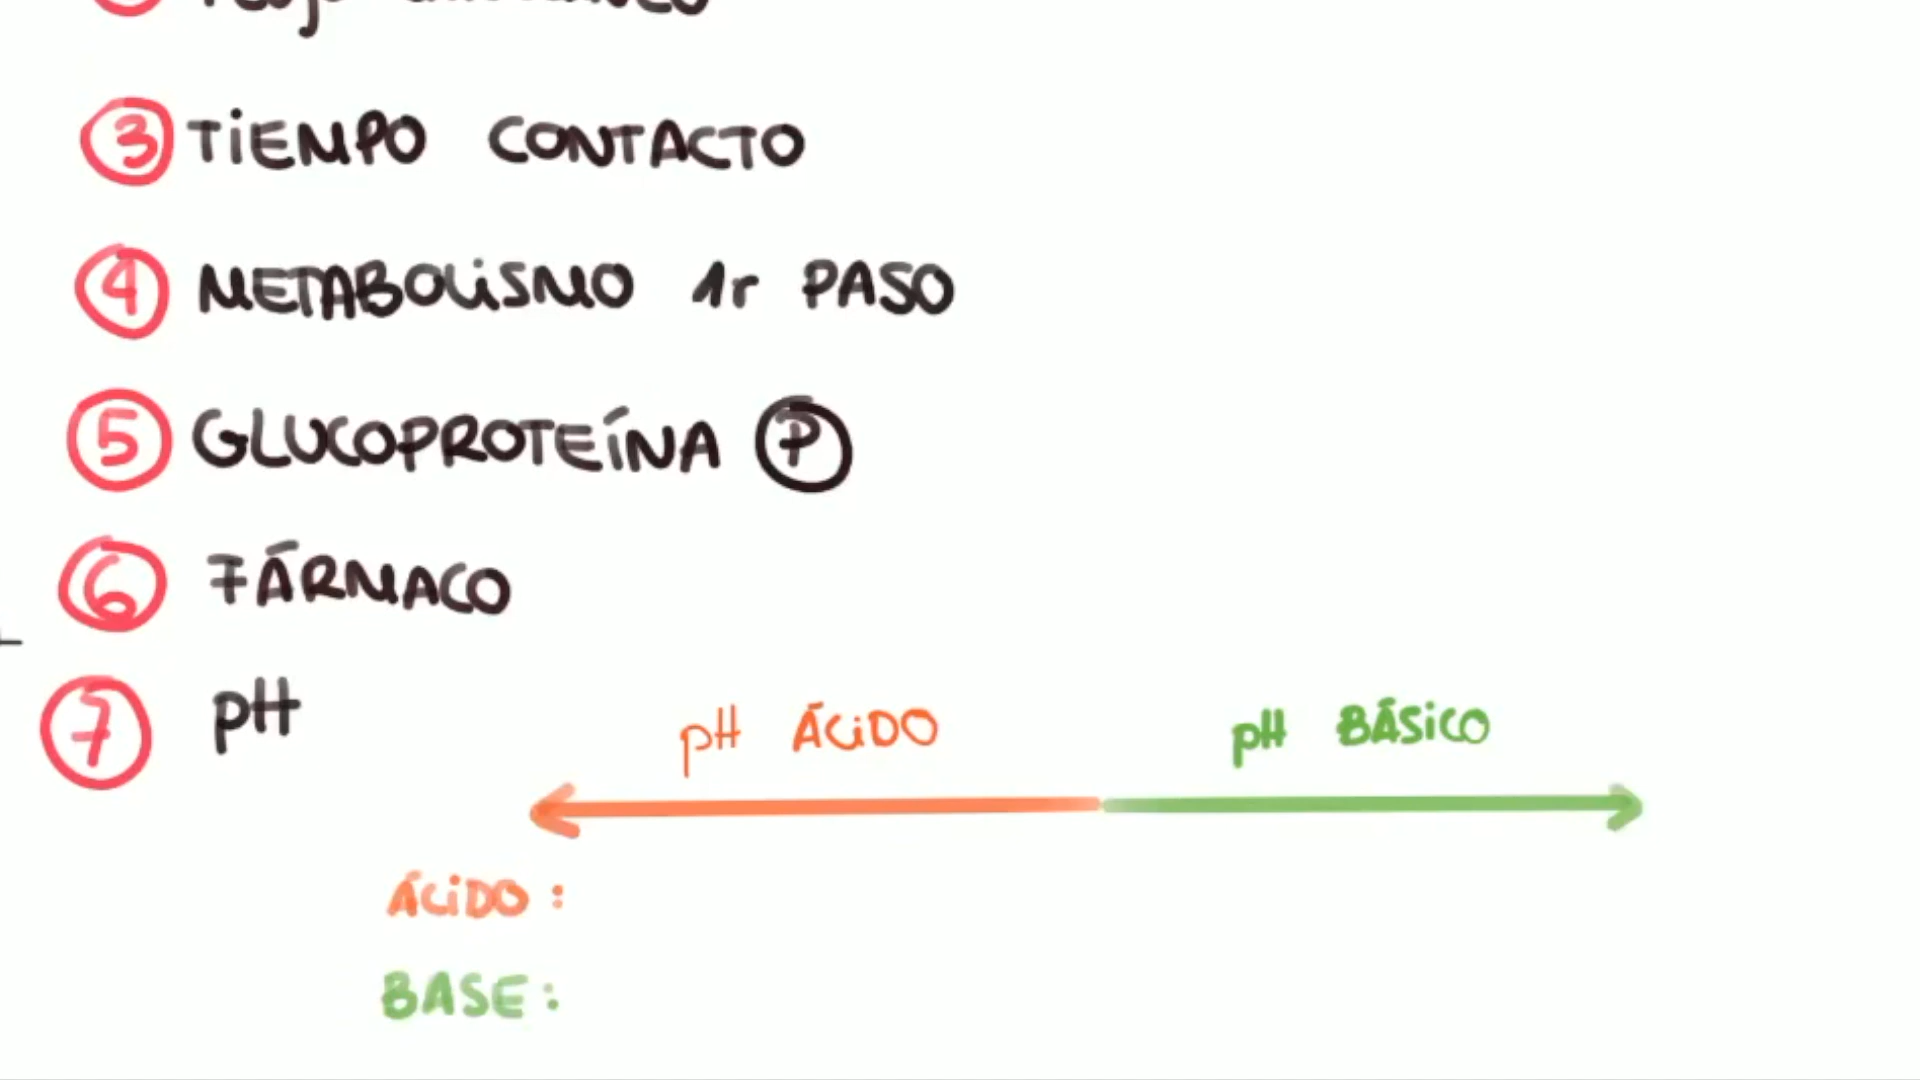 3 TIEMPO CONTACTO
4 METABOLISMO 1r PASO
5 GLUCOPROTEÍNA P
6 FÁRMACO
7 pH
pH ÁCIDO pH BÁSICO
ÁCIDO :
BASE :